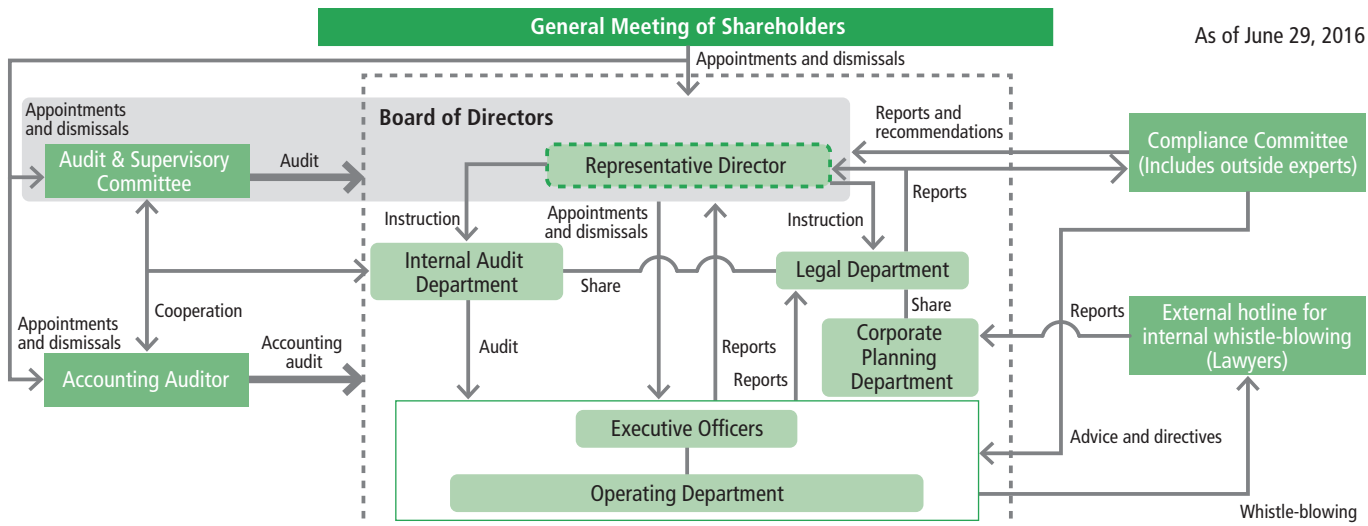 General Meeting of Shareholders
As of June 29, 2016
Appointments and dismissals
Appointments
and dismissals
Board of Directors
Reports and
recommendations
Compliance Committee
(Includes outside experts)
Audit & Supervisory
Committee
Audit
Representative Director
Reports
Instruction
Appointments
and dismissals
Instruction
Internal Audit
Department
Share
Legal Department
Cooperation
Share
Appointments
and dismissals
Accounting
audit
Audit
Reports
Reports
Corporate
Planning
Department
Reports
External hotline for
internal whistle-blowing
(Lawyers)
Accounting Auditor
Executive Officers
Advice and directives
Operating Department
Whistle-blowing